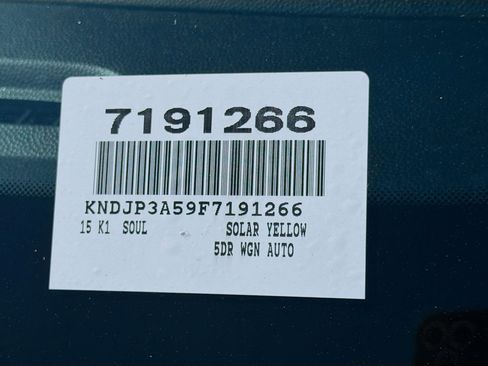 7191266
KNDJP3A59F7191266
15 K1 SOUL SOLAR YELLOW
5DR WGN AUTO